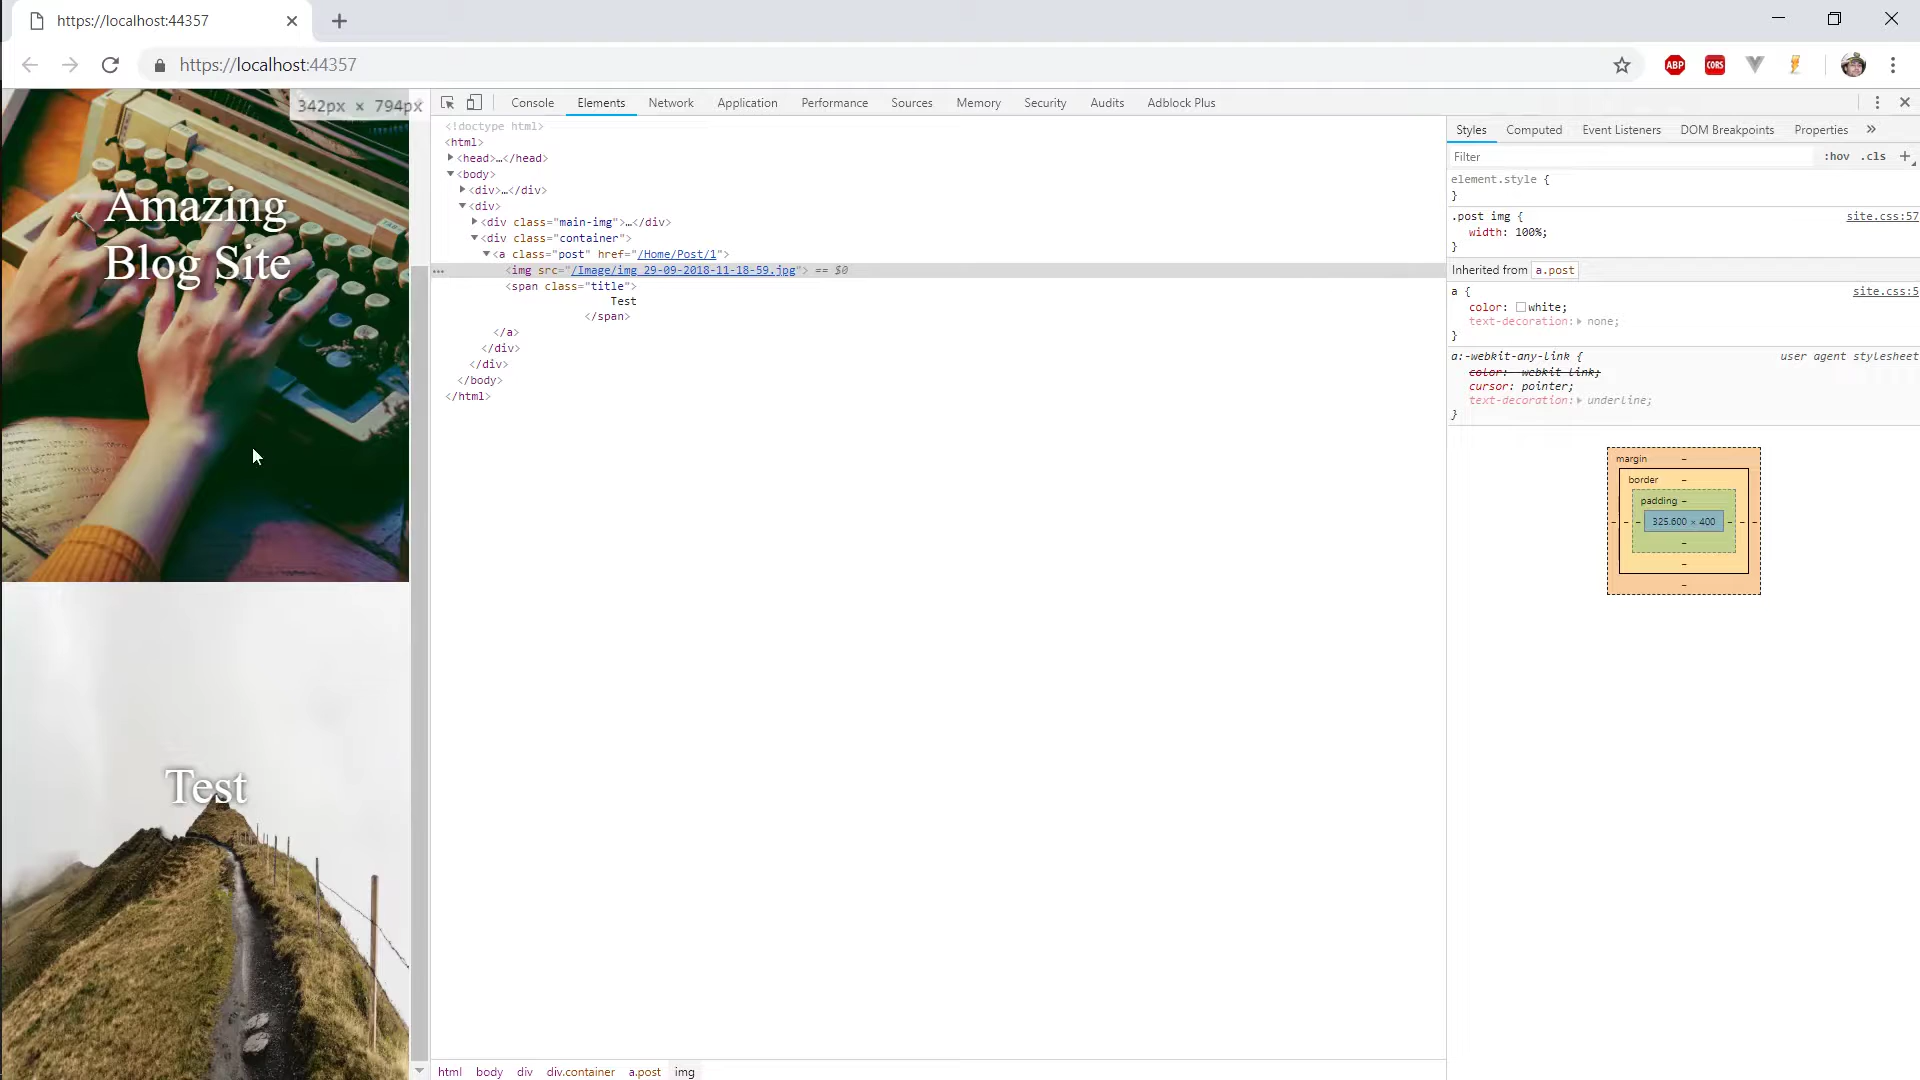 https://localhost:44357
https://localhost:44357
ABP
CORS
342px × 794px
Console Elements Network Application Performance Sources Memory Security Audits Adblock Plus
Amazing
Blog Site
Test
<!doctype html>
<html>
<head>…</head>
<body>
<div>…</div>
<div>
<div class="main-img">…</div>
<div class="container">
<a class="post" href="/Home/Post/1">
<img src="/Image/img_29-09-2018-11-18-59.jpg"> == $0
<span class="title">
Test
</span>
</a>
</div>
</div>
</body>
</html>
html body div div.container a.post img
Styles Computed Event Listeners DOM Breakpoints Properties »
Filter :hov .cls +
element.style {
}
.post img { site.css:57
width: 100%;
}
Inherited from a.post
a { site.css:5
color: white;
text-decoration: none;
}
a:-webkit-any-link { user agent stylesheet
color: -webkit-link;
cursor: pointer;
text-decoration: underline;
}
margin –
border –
padding –
– – – 325.600 × 400 – – –
–
–
–